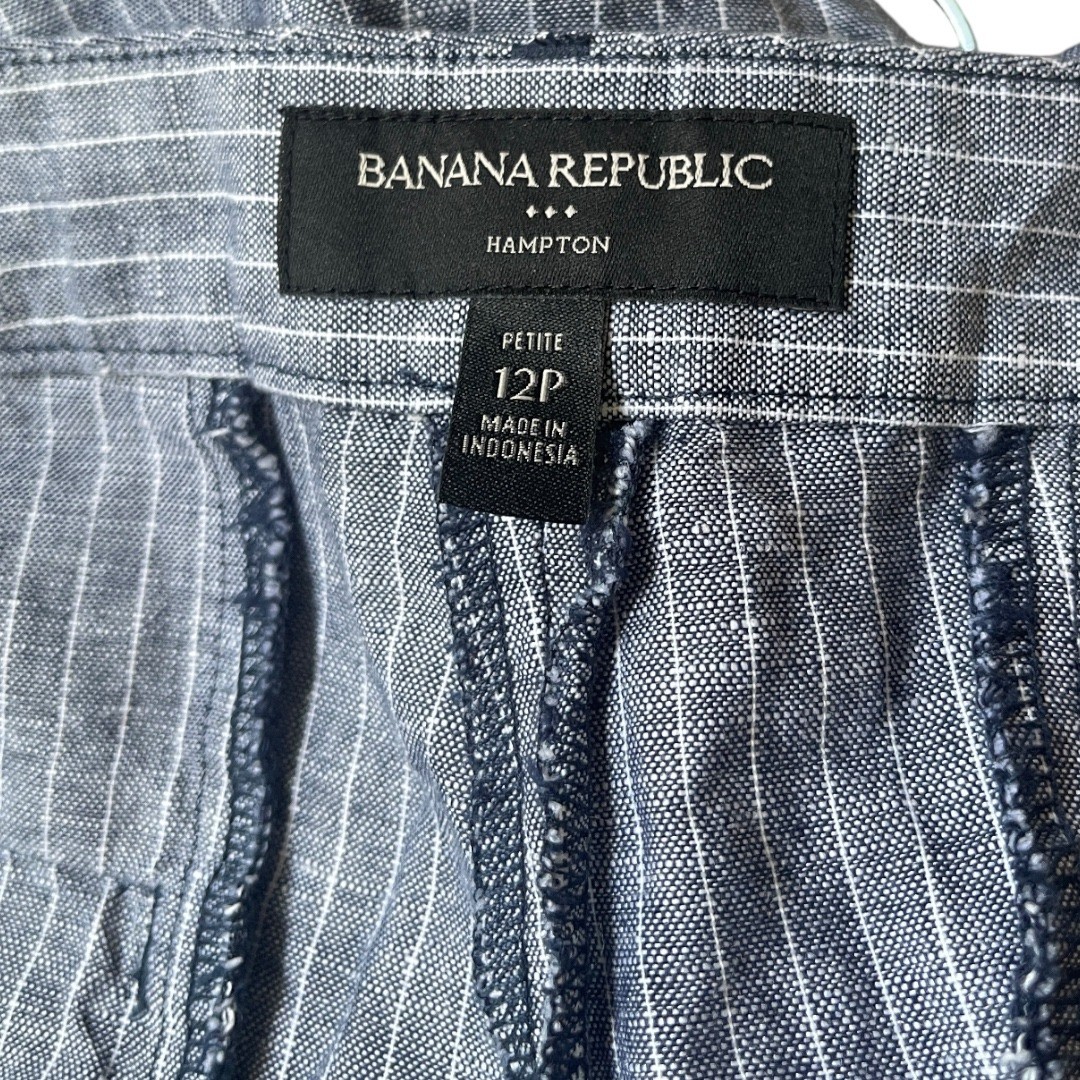 BANANA REPUBLIC
HAMPTON
PETITE
12P
MADE IN
INDONESIA